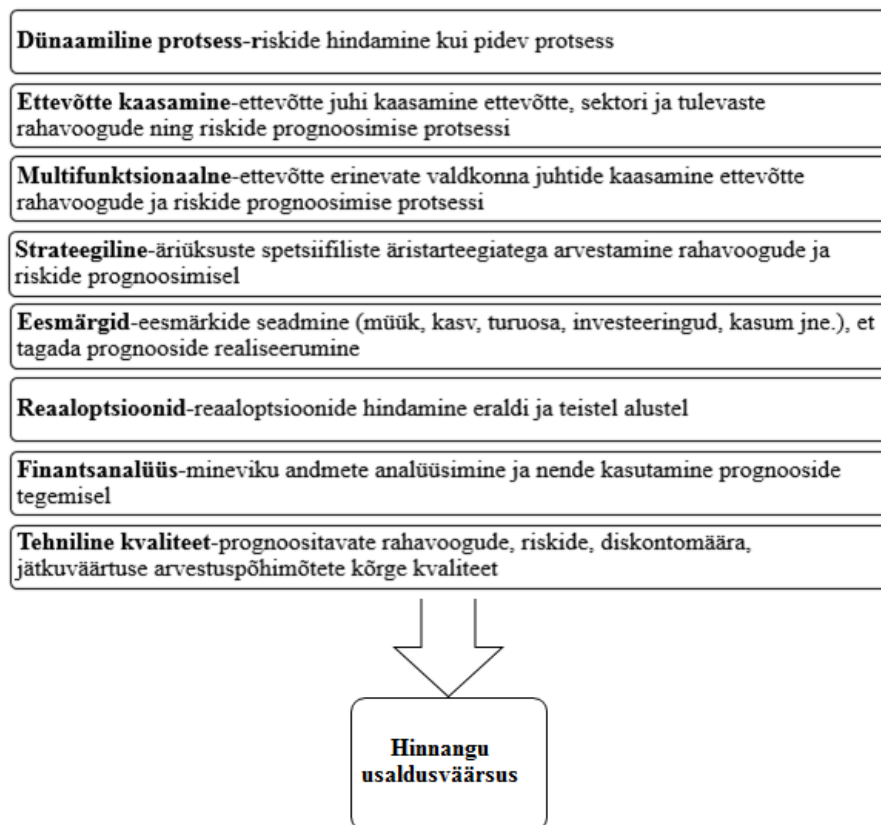 Dünaamiline protsess-riskide hindamine kui pidev protsess
Ettevõtte kaasamine-ettevõtte juhi kaasamine ettevõtte, sektori ja tulevaste
rahavoogude ning riskide prognoosimise protsessi
Multifunktsionaalne-ettevõtte erinevate valdkonna juhtide kaasamine ettevõtte
rahavoogude ja riskide prognoosimise protsessi
Strateegiline-äriüksuste spetsiifiliste äristarteegiatega arvestamine rahavoogude ja
riskide prognoosimisel
Eesmärgid-eesmärkide seadmine (müük, kasv, turuosa, investeeringud, kasum jne.), et
tagada prognooside realiseerumine
Reaaloptsioonid-reaaloptsioonide hindamine eraldi ja teistel alustel
Finantsanalüüs-mineviku andmete analüüsimine ja nende kasutamine prognooside
tegemisel
Tehniline kvaliteet-prognoositavate rahavoogude, riskide, diskontomäära,
jätkuväärtuse arvestuspõhimõtete kõrge kvaliteet
Hinnangu
usaldusväärsus